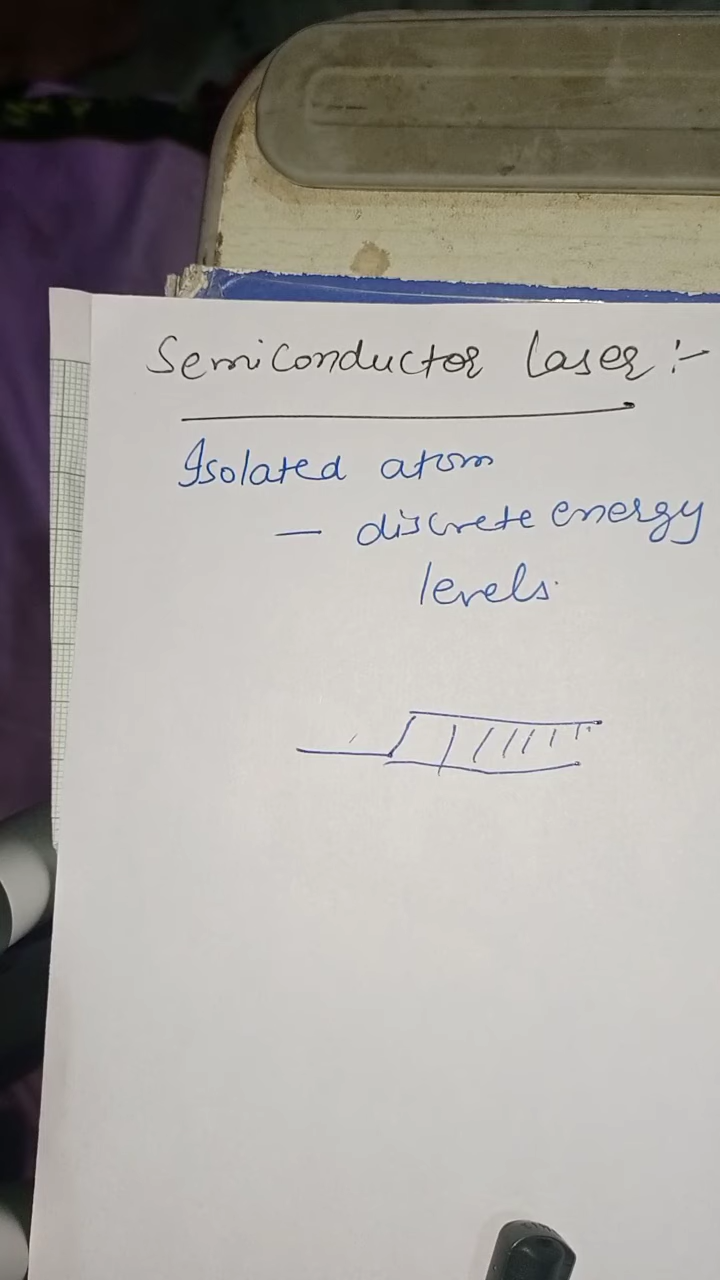 Semiconductor laser :-
Isolated atom
- discrete energy
levels.